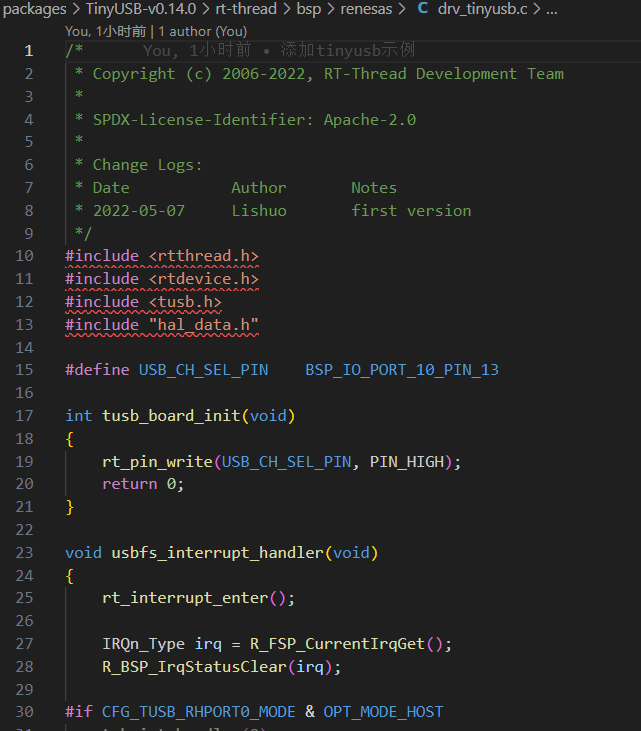 packages > TinyUSB-v0.14.0 > rt-thread > bsp > renesas > C drv_tinyusb.c > ...
You, 1小时前 | 1 author (You)
1 /* You, 1小时前 • 添加tinyusb示例
2 * Copyright (c) 2006-2022, RT-Thread Development Team
3 *
4 * SPDX-License-Identifier: Apache-2.0
5 *
6 * Change Logs:
7 * Date Author Notes
8 * 2022-05-07 Lishuo first version
9 */
10 #include <rtthread.h>
11 #include <rtdevice.h>
12 #include <tusb.h>
13 #include "hal_data.h"
14
15 #define USB_CH_SEL_PIN BSP_IO_PORT_10_PIN_13
16
17 int tusb_board_init(void)
18 {
19 rt_pin_write(USB_CH_SEL_PIN, PIN_HIGH);
20 return 0;
21 }
22
23 void usbfs_interrupt_handler(void)
24 {
25 rt_interrupt_enter();
26
27 IRQn_Type irq = R_FSP_CurrentIrqGet();
28 R_BSP_IrqStatusClear(irq);
29
30 #if CFG_TUSB_RHPORT0_MODE & OPT_MODE_HOST